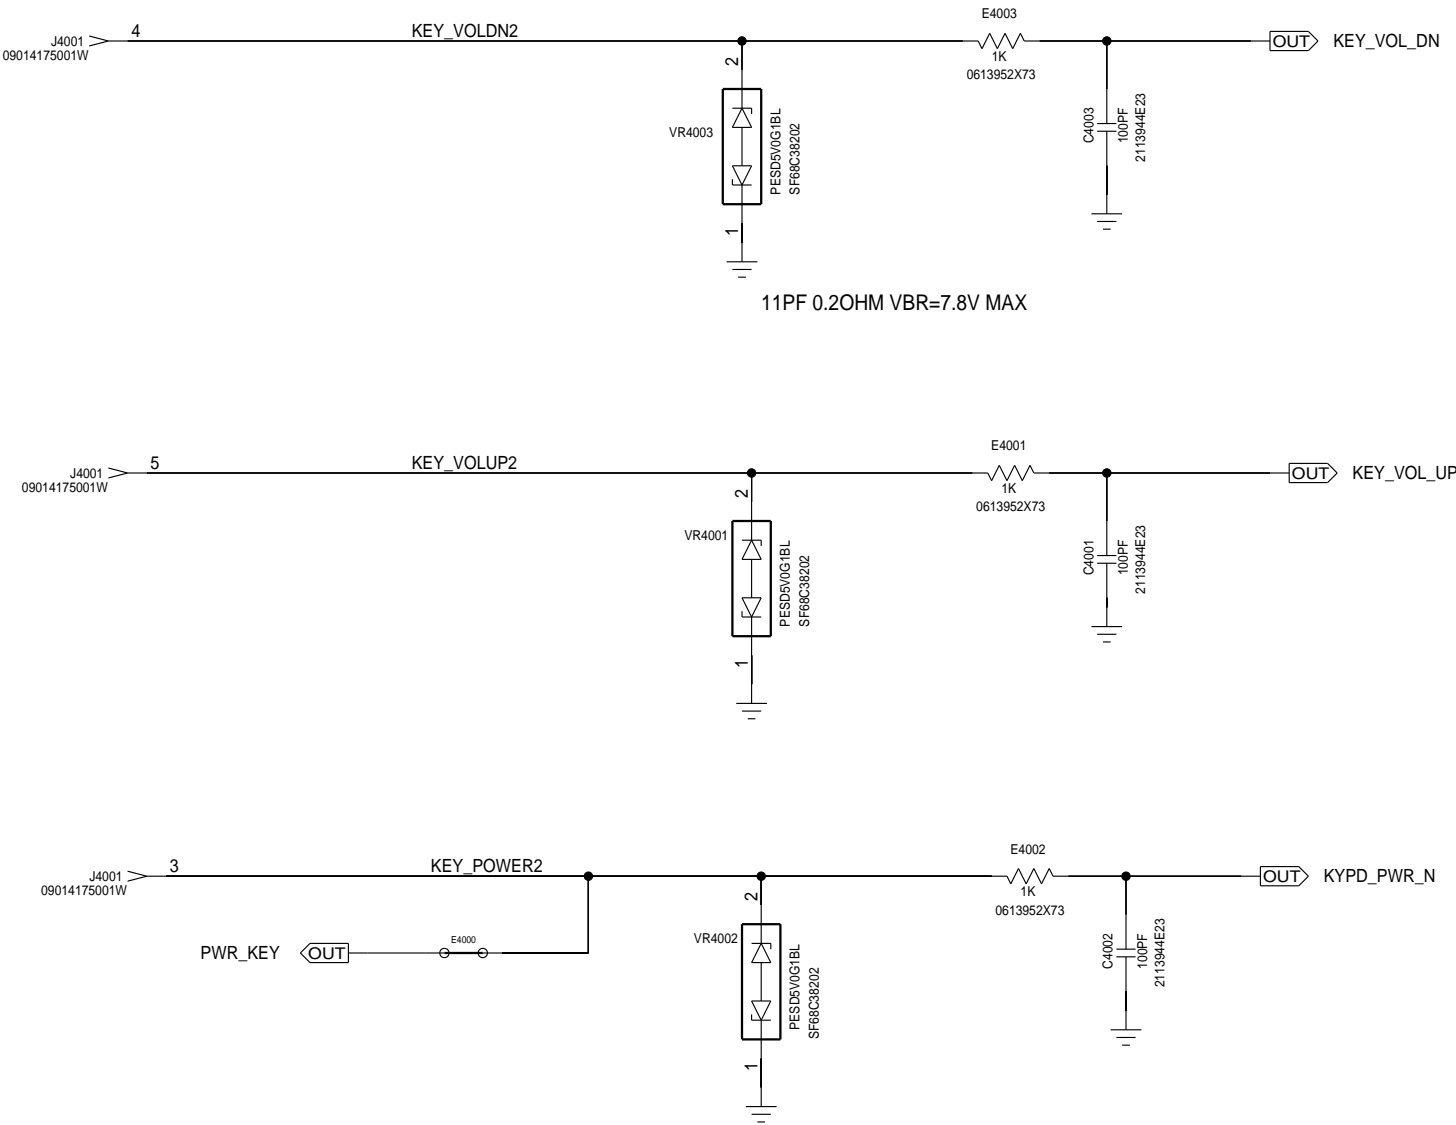 E4003
J4001
09014175001W
4
KEY_VOLDN2
1K
0613952X73
OUT
KEY_VOL_DN
2
VR4003
PESD5V0G1BL
SF68C38202
1
C4003
100PF
2113944E23
11PF 0.2OHM VBR=7.8V MAX
E4001
J4001
09014175001W
5
KEY_VOLUP2
1K
0613952X73
OUT
KEY_VOL_UP
2
VR4001
PESD5V0G1BL
SF68C38202
1
C4001
100PF
2113944E23
E4002
J4001
09014175001W
3
KEY_POWER2
1K
0613952X73
OUT
KYPD_PWR_N
PWR_KEY
OUT
E4000
2
VR4002
PESD5V0G1BL
SF68C38202
1
C4002
100PF
2113944E23